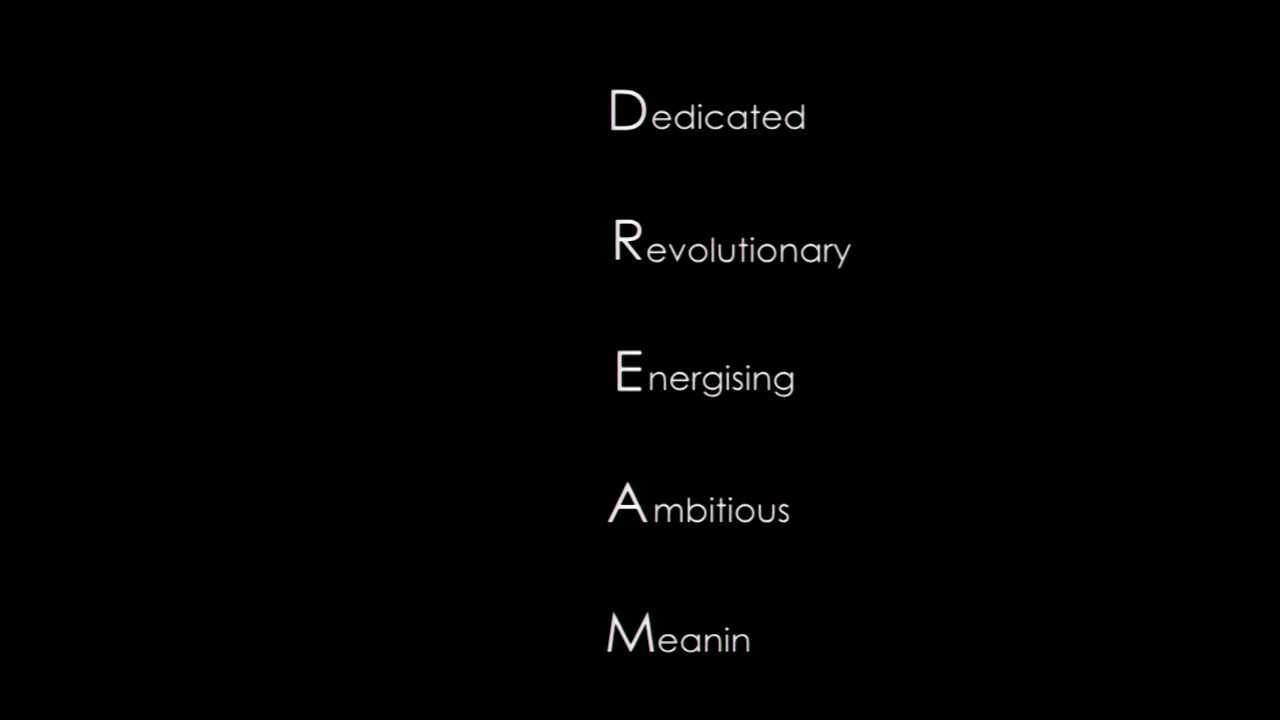 Dedicated
Revolutionary
Energising
Ambitious
Meanin